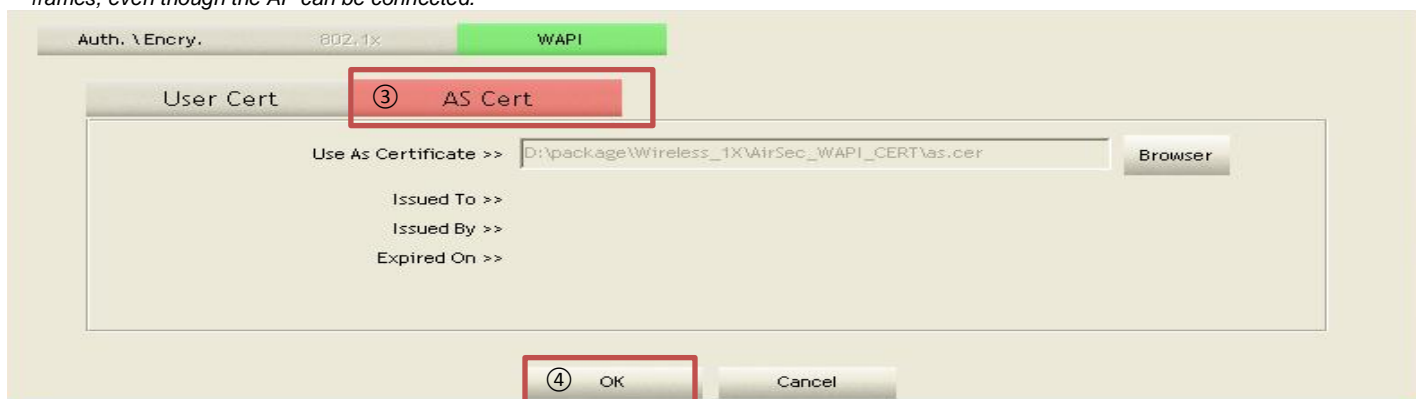 frames, even though the AP can be connected.
Auth. \ Encry. 802.1x WAPI
User Cert ③ AS Cert
Use As Certificate >> D:\package\Wireless_1X\AirSec_WAPI_CERT\as.cer Browser
Issued To >>
Issued By >>
Expired On >>
④ OK Cancel